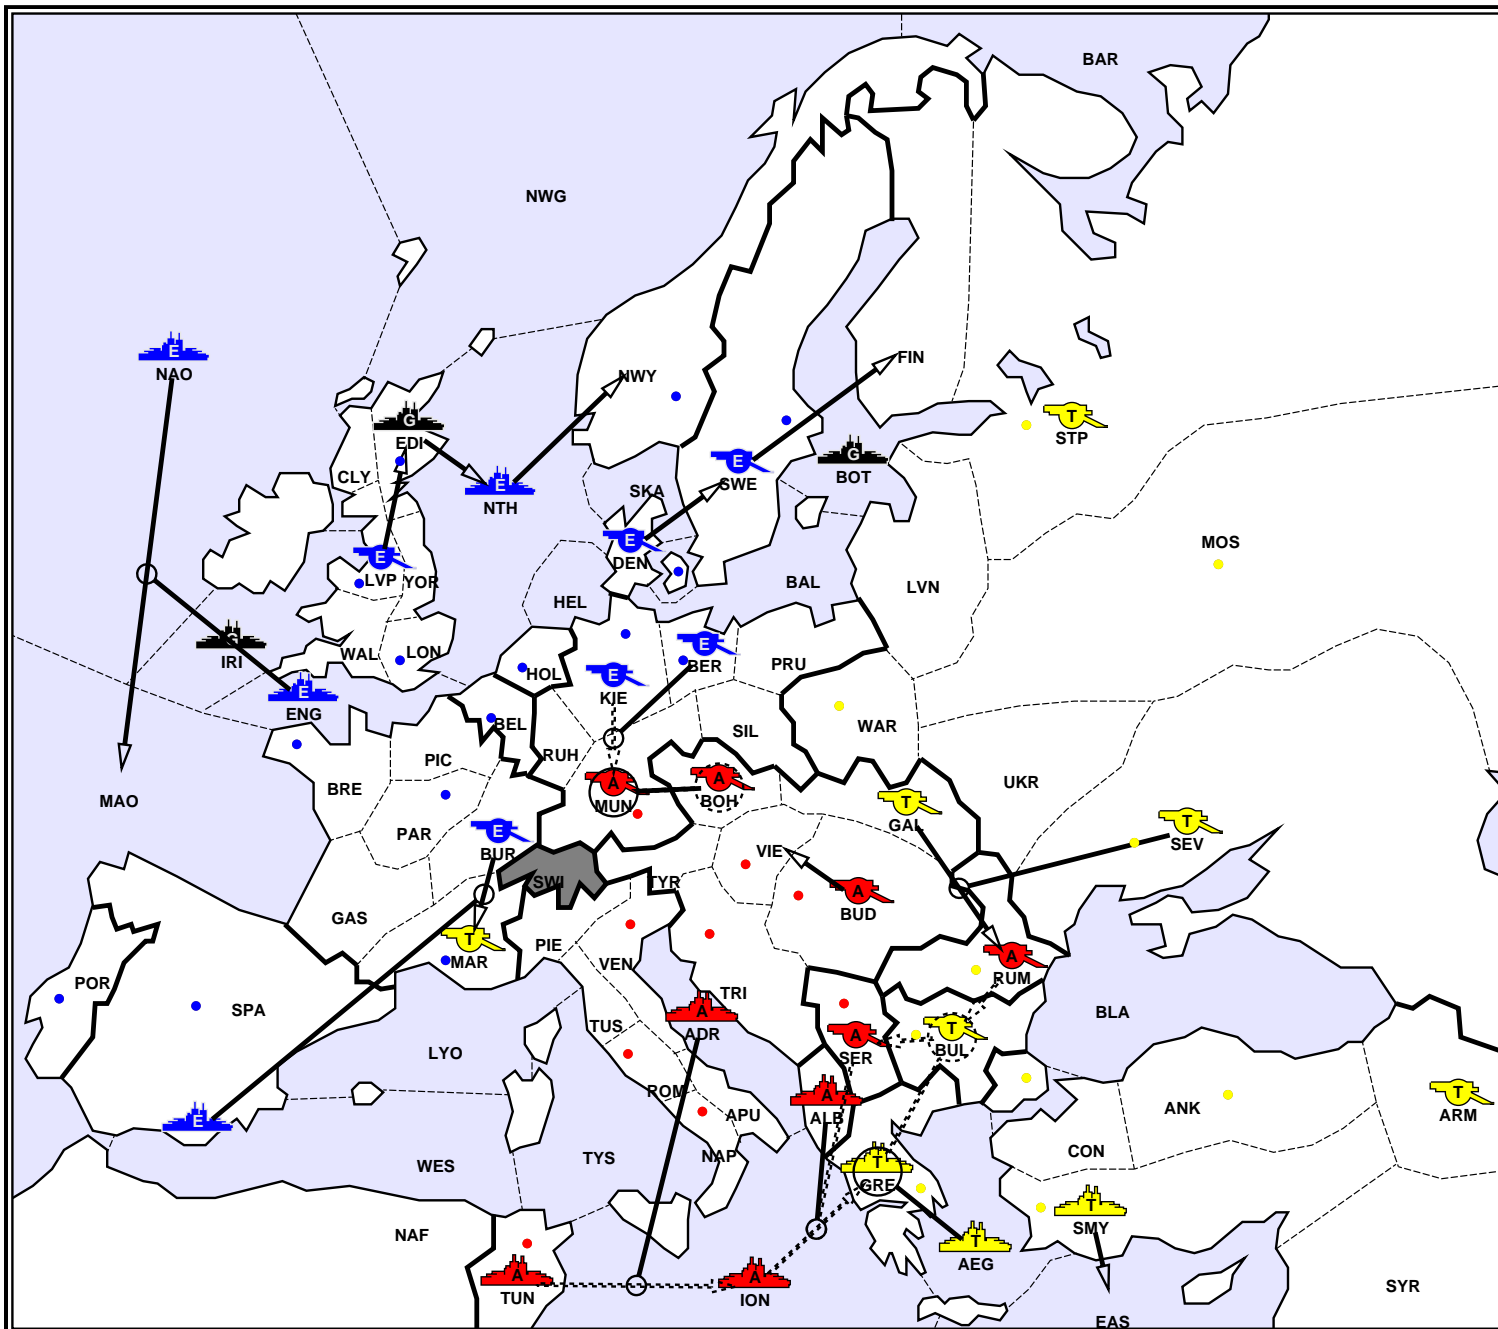 BAR
NWG
E
NAO
NWY
FIN
G
EDI
T
STP
CLY
E
NTH
SKA
E
SWE
G
BOT
E
LVP
YOR
E
DEN
MOS
BAL
LVN
HEL
G
IRI
WAL
LON
HOL
E
KIE
E
BER
PRU
E
ENG
BEL
RUH
SIL
WAR
PIC
UKR
BRE
MAO
A
MUN
A
BOH
T
GAL
T
SEV
PAR
E
BUR
SWI
VIE
TYR
A
BUD
GAS
T
MAR
PIE
VEN
A
RUM
POR
SPA
TRI
TUS
A
ADR
BLA
LYO
A
SER
T
BUL
ROM
APU
A
ALB
ANK
T
ARM
E
WES
TYS
NAP
T
GRE
CON
NAF
T
SMY
T
AEG
A
TUN
A
ION
SYR
EAS